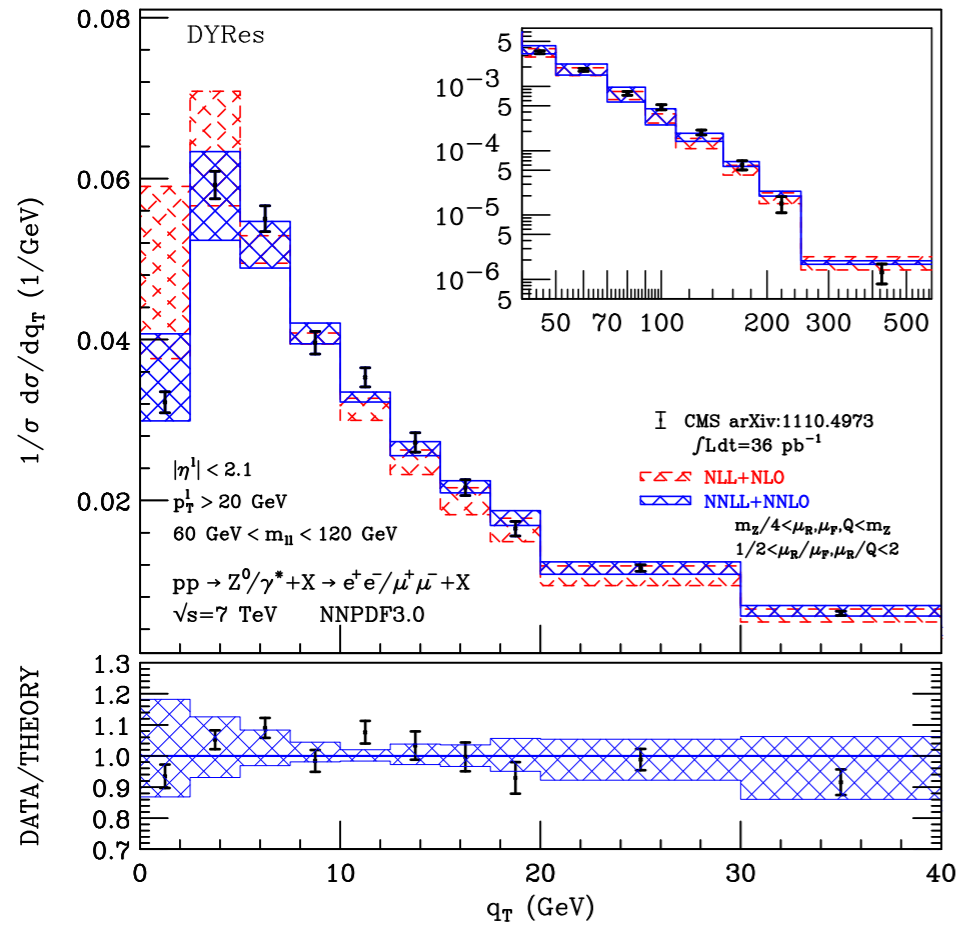 DYRes
1/σ dσ/dq_T (1/GeV)
0.08
0.06
0.04
0.02
5
10⁻³
5
10⁻⁴
5
10⁻⁵
5
10⁻⁶
5
50 70 100 200 300 500
CMS arXiv:1110.4973
∫Ldt=36 pb⁻¹
NLL+NLO
NNLL+NNLO
m_Z/4<μ_R,μ_F,Q<m_Z
1/2<μ_R/μ_F,μ_R/Q<2
|η^l|<2.1
p_T^l>20 GeV
60 GeV<m_ll<120 GeV
pp → Z⁰/γ*+X → e⁺e⁻/μ⁺μ⁻+X
√s=7 TeV NNPDF3.0
DATA/THEORY
1.3
1.2
1.1
1.0
0.9
0.8
0.7
0 10 20 30 40
q_T (GeV)